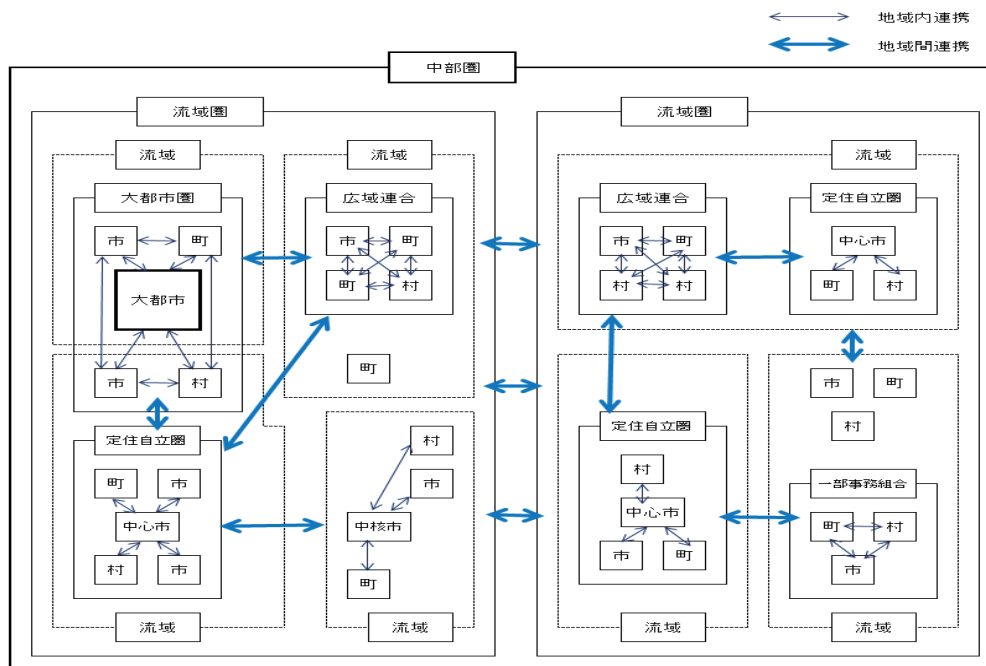 地域内連携
地域間連携
中部圏
流域圏
流域
大都市圏
市
町
大都市
市
村
流域
広域連合
市
町
町
村
町
定住自立圏
町
市
中心市
村
市
流域
村
市
中核市
町
流域
流域圏
流域
広域連合
市
町
村
村
定住自立圏
中心市
町
村
定住自立圏
村
中心市
市
町
流域
市
町
村
一部事務組合
町
村
市
流域